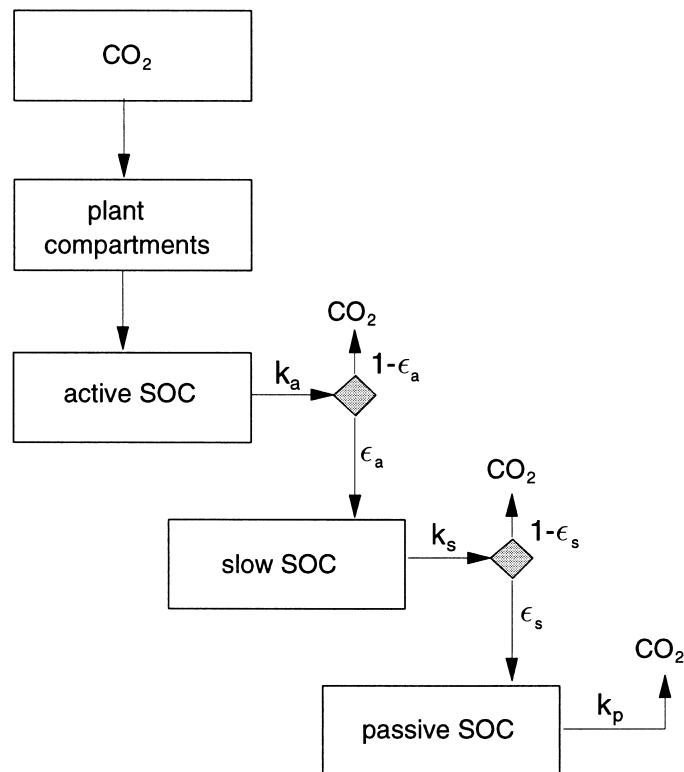 CO₂
plant
compartments
CO₂
1-ϵₐ
active SOC
kₐ
ϵₐ
CO₂
1-ϵₛ
slow SOC
kₛ
ϵₛ
CO₂
passive SOC
kₚ